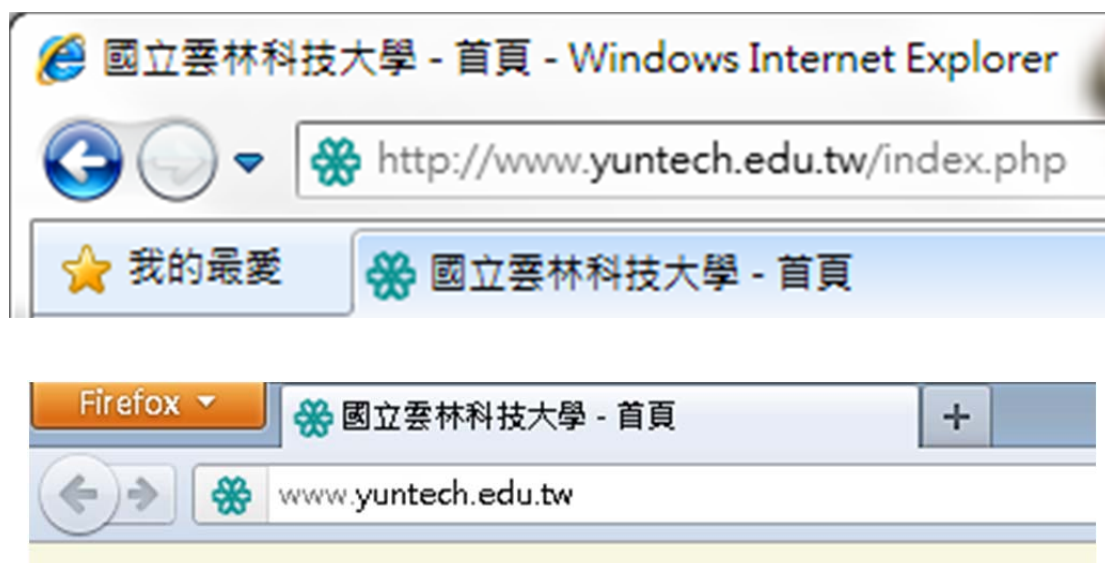 國立雲林科技大學 - 首頁 - Windows Internet Explorer
http://www.yuntech.edu.tw/index.php
我的最愛 國立雲林科技大學 - 首頁
Firefox 國立雲林科技大學 - 首頁
www.yuntech.edu.tw